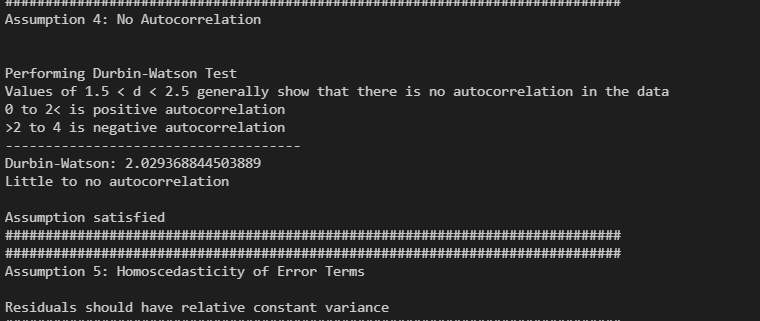 ################################################################################
Assumption 4: No Autocorrelation
Performing Durbin-Watson Test
Values of 1.5 < d < 2.5 generally show that there is no autocorrelation in the data
0 to 2< is positive autocorrelation
>2 to 4 is negative autocorrelation
-------------------------------------
Durbin-Watson: 2.029368844503889
Little to no autocorrelation
Assumption satisfied
################################################################################
################################################################################
Assumption 5: Homoscedasticity of Error Terms
Residuals should have relative constant variance
################################################################################